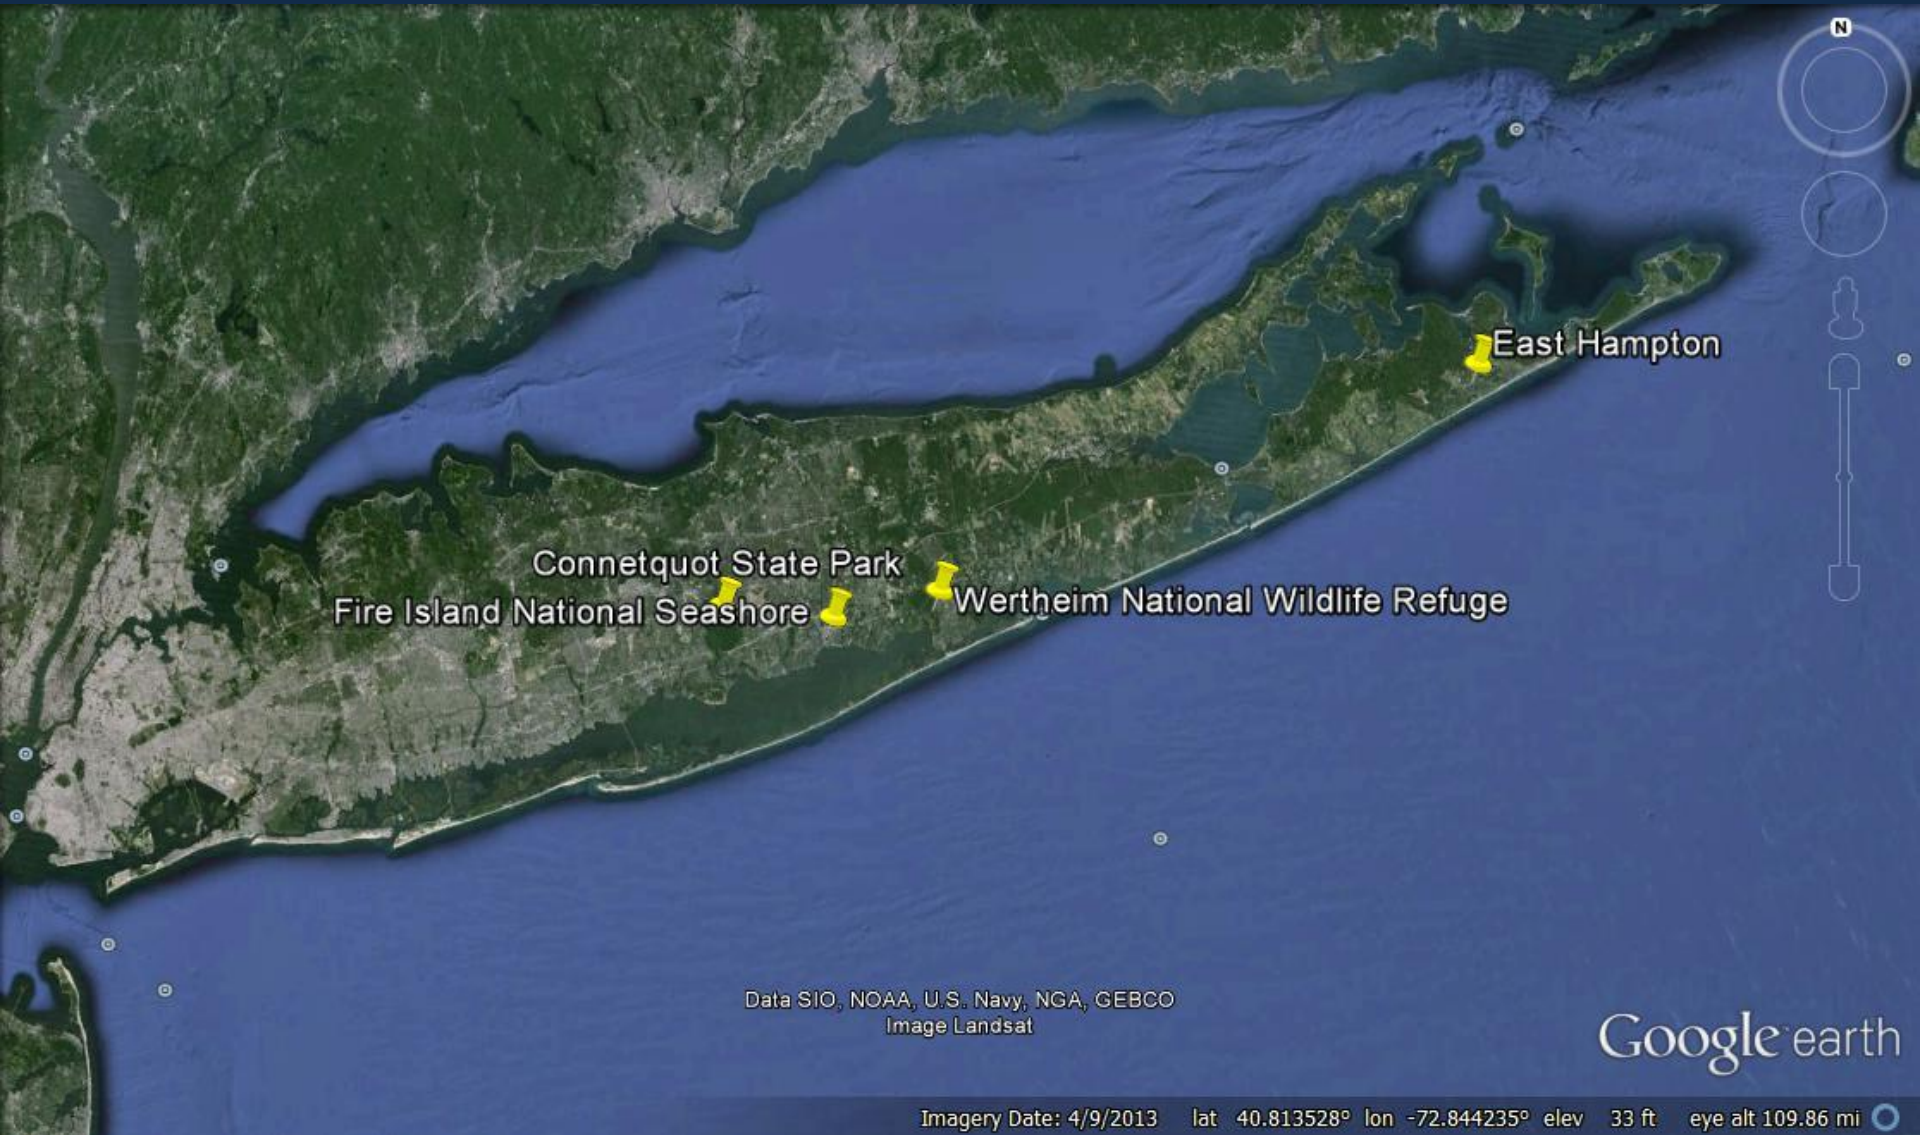 N
East Hampton
Connetquot State Park
Fire Island National Seashore
Wertheim National Wildlife Refuge
Data SIO, NOAA, U.S. Navy, NGA, GEBCO
Image Landsat
Google earth
Imagery Date: 4/9/2013 lat 40.813528° lon -72.844235° elev 33 ft eye alt 109.86 mi